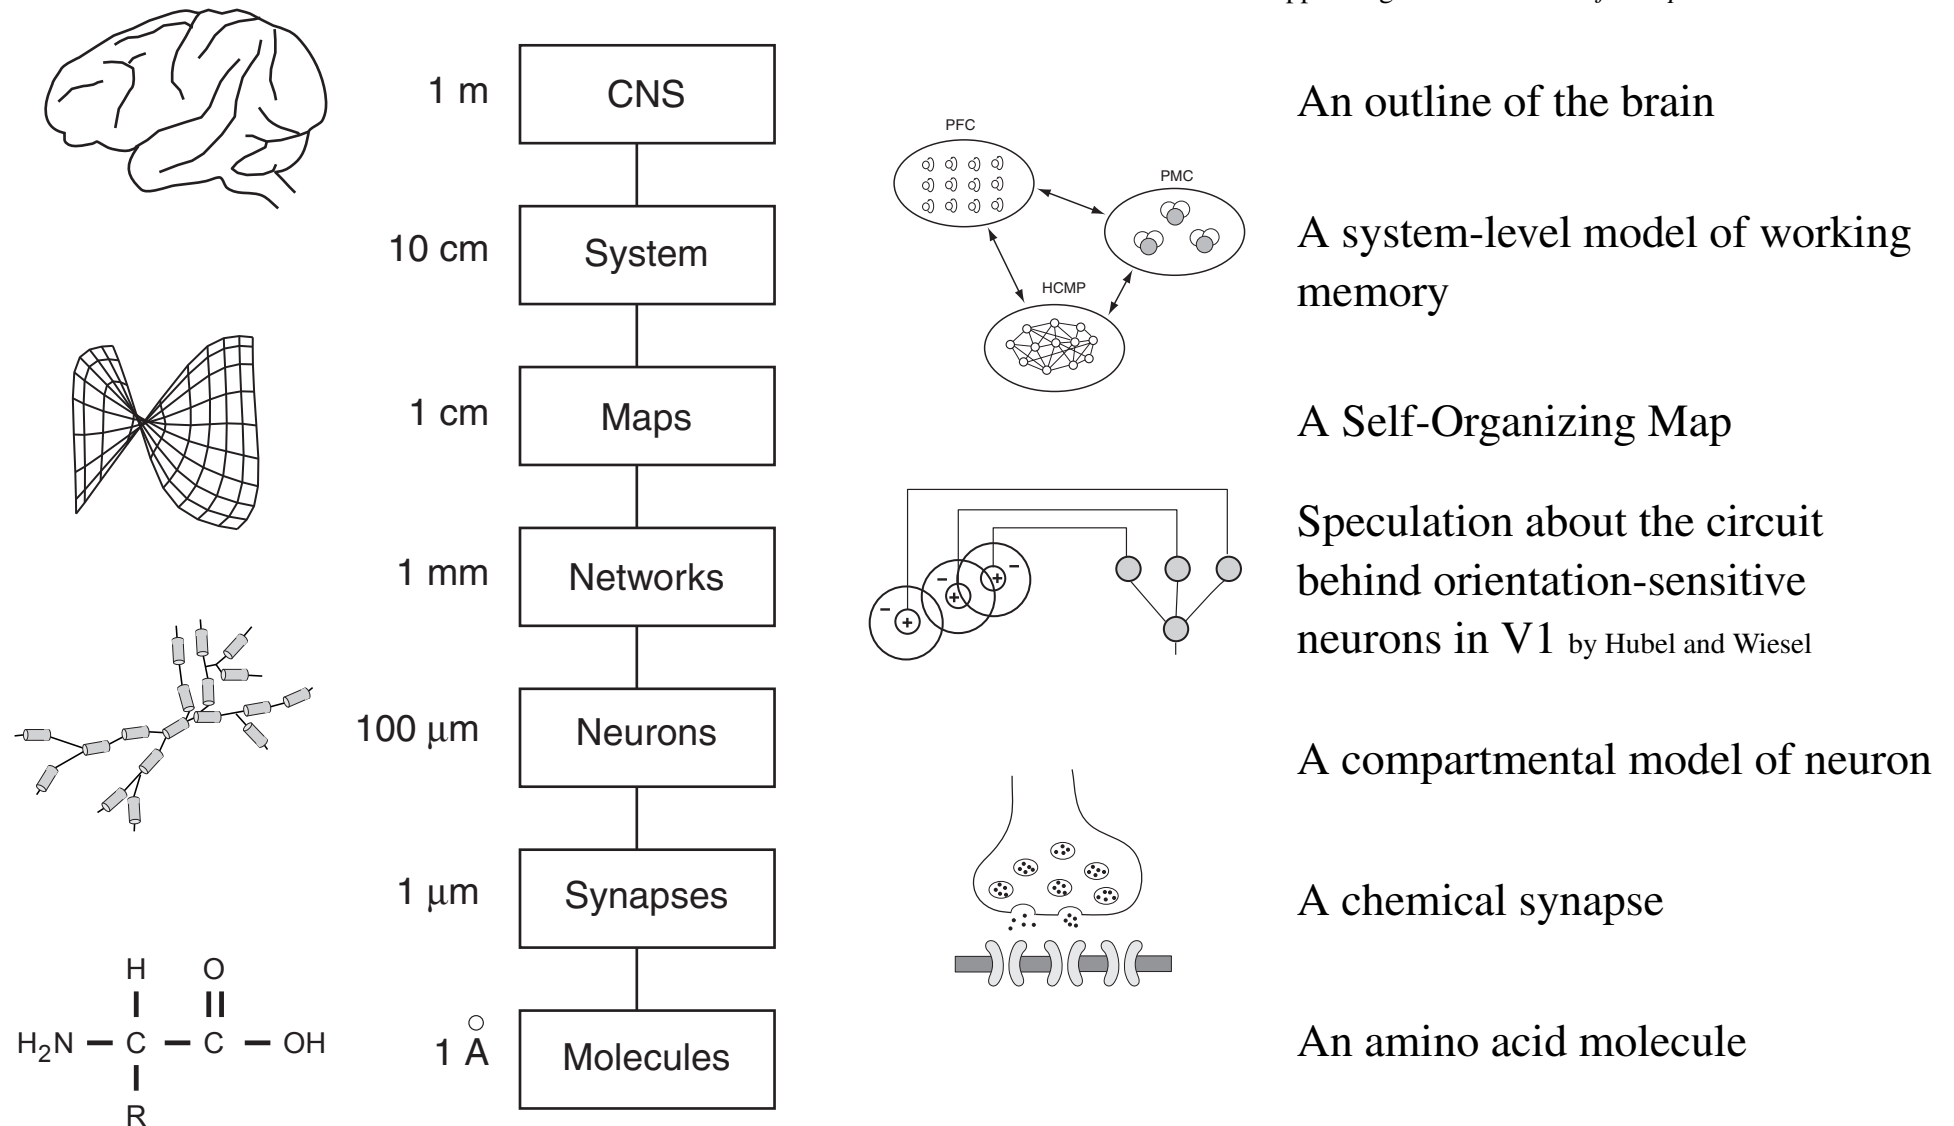 1 m
CNS
An outline of the brain
PFC
PMC
10 cm
System
A system-level model of working
memory
HCMP
1 cm
Maps
A Self-Organizing Map
1 mm
Networks
− + − + − +
Speculation about the circuit
behind orientation-sensitive
neurons in V1 by Hubel and Wiesel
100 μm
Neurons
A compartmental model of neuron
1 μm
Synapses
A chemical synapse
H O
H₂N C C OH
R
1 Å
Molecules
An amino acid molecule